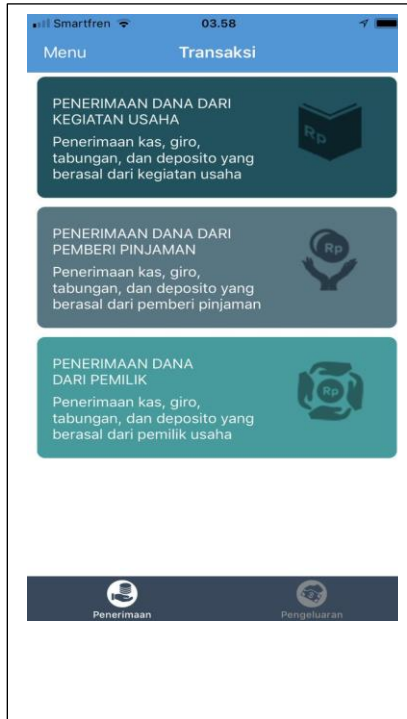 Smartfren 03.58
Menu Transaksi
PENERIMAAN DANA DARI
KEGIATAN USAHA
Penerimaan kas, giro,
tabungan, dan deposito yang
berasal dari kegiatan usaha
Rp
PENERIMAAN DANA DARI
PEMBERI PINJAMAN
Penerimaan kas, giro,
tabungan, dan deposito yang
berasal dari pemberi pinjaman
Rp
PENERIMAAN DANA
DARI PEMILIK
Penerimaan kas, giro,
tabungan, dan deposito yang
berasal dari pemilik usaha
Rp
Penerimaan Pengeluaran